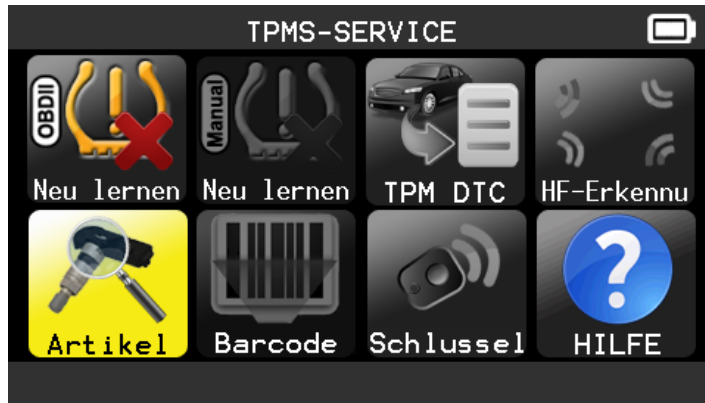 TPMS-SERVICE
OBDII
Manual
Neu lernen
Neu lernen
TPM DTC
HF-Erkennu
Artikel
Barcode
Schlussel
HILFE